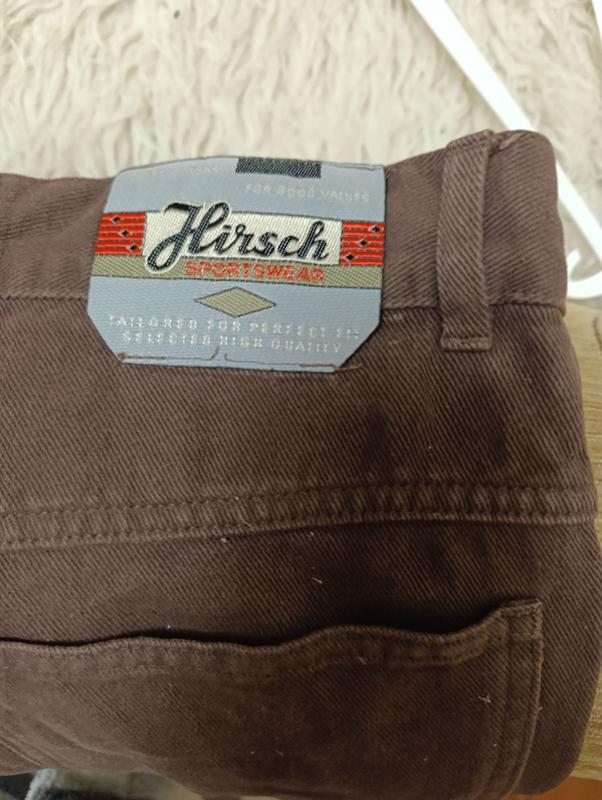 FOR GOOD VALUES
Hirsch
SPORTSWEAR
TAILORED FOR PERFECT FIT
SELECTED HIGH QUALITY